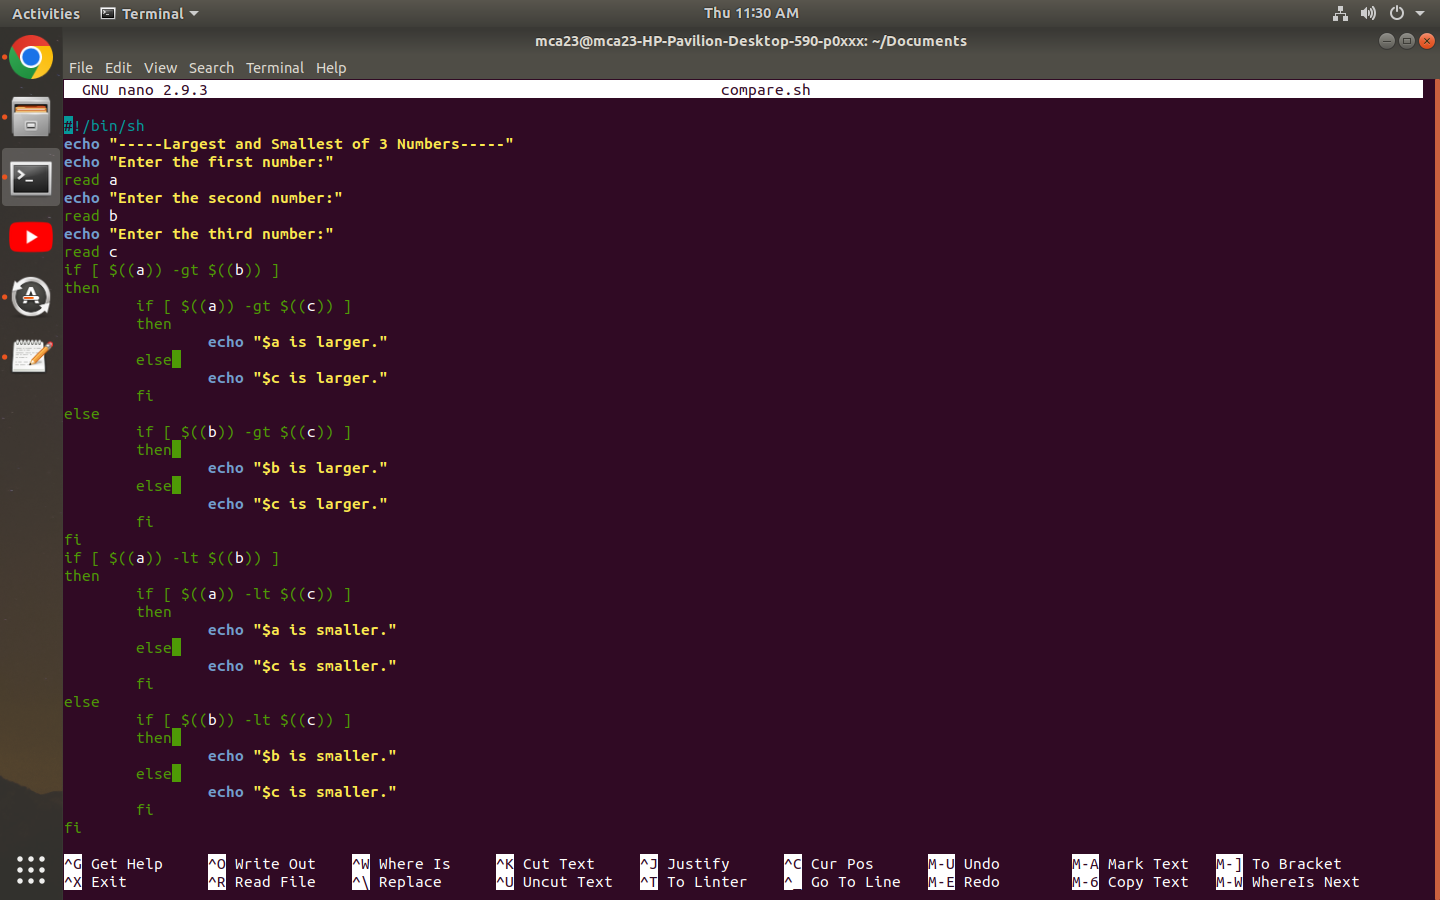 Activities Terminal Thu 11:30 AM
mca23@mca23-HP-Pavilion-Desktop-590-p0xxx: ~/Documents
File Edit View Search Terminal Help
GNU nano 2.9.3 compare.sh
#!/bin/sh
echo "-----Largest and Smallest of 3 Numbers-----"
echo "Enter the first number:"
read a
echo "Enter the second number:"
read b
echo "Enter the third number:"
read c
if [ $((a)) -gt $((b)) ]
then
if [ $((a)) -gt $((c)) ]
then
echo "$a is larger."
else
echo "$c is larger."
fi
else
if [ $((b)) -gt $((c)) ]
then
echo "$b is larger."
else
echo "$c is larger."
fi
fi
if [ $((a)) -lt $((b)) ]
then
if [ $((a)) -lt $((c)) ]
then
echo "$a is smaller."
else
echo "$c is smaller."
fi
else
if [ $((b)) -lt $((c)) ]
then
echo "$b is smaller."
else
echo "$c is smaller."
fi
fi
^G Get Help ^O Write Out ^W Where Is ^K Cut Text ^J Justify ^C Cur Pos M-U Undo M-A Mark Text M-] To Bracket
^X Exit ^R Read File ^\ Replace ^U Uncut Text ^T To Linter ^_ Go To Line M-E Redo M-6 Copy Text M-W WhereIs Next